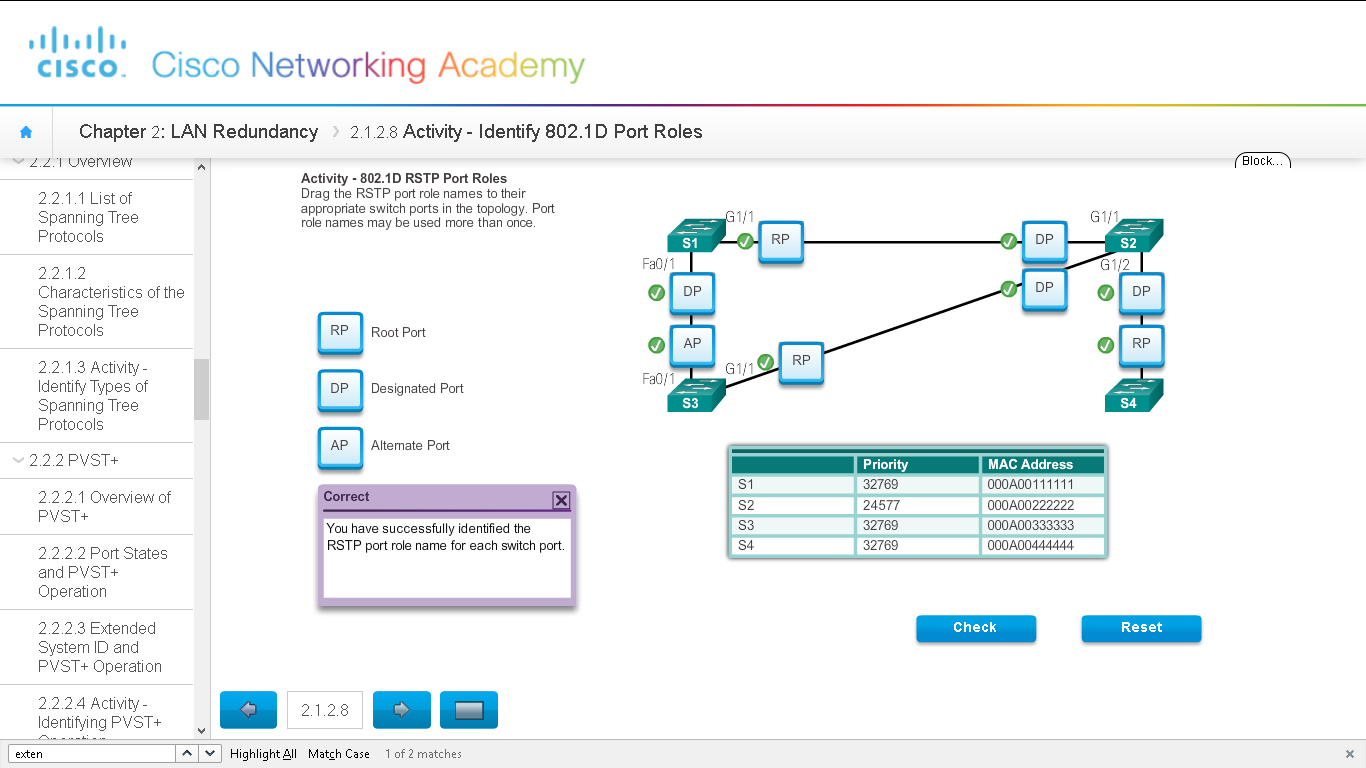 cisco.
Cisco Networking Academy
Chapter 2: LAN Redundancy
2.1.2.8 Activity - Identify 802.1D Port Roles
Block...
2.2.1 Overview
2.2.1.1 List of
Spanning Tree
Protocols
2.2.1.2
Characteristics of the
Spanning Tree
Protocols
2.2.1.3 Activity -
Identify Types of
Spanning Tree
Protocols
2.2.2 PVST+
2.2.2.1 Overview of
PVST+
2.2.2.2 Port States
and PVST+
Operation
2.2.2.3 Extended
System ID and
PVST+ Operation
2.2.2.4 Activity -
Identifying PVST+
Operation
Activity - 802.1D RSTP Port Roles
Drag the RSTP port role names to their
appropriate switch ports in the topology. Port
role names may be used more than once.
RP Root Port
DP Designated Port
AP Alternate Port
Correct
You have successfully identified the
RSTP port role name for each switch port.
G1/1
G1/1
S1
RP
DP
S2
Fa0/1
G1/2
DP
DP
DP
AP
RP
RP
Fa0/1
G1/1
S3
S4
Priority MAC Address
S1 32769 000A00111111
S2 24577 000A00222222
S3 32769 000A00333333
S4 32769 000A00444444
Check
Reset
2.1.2.8
exten
Highlight All
Match Case
1 of 2 matches